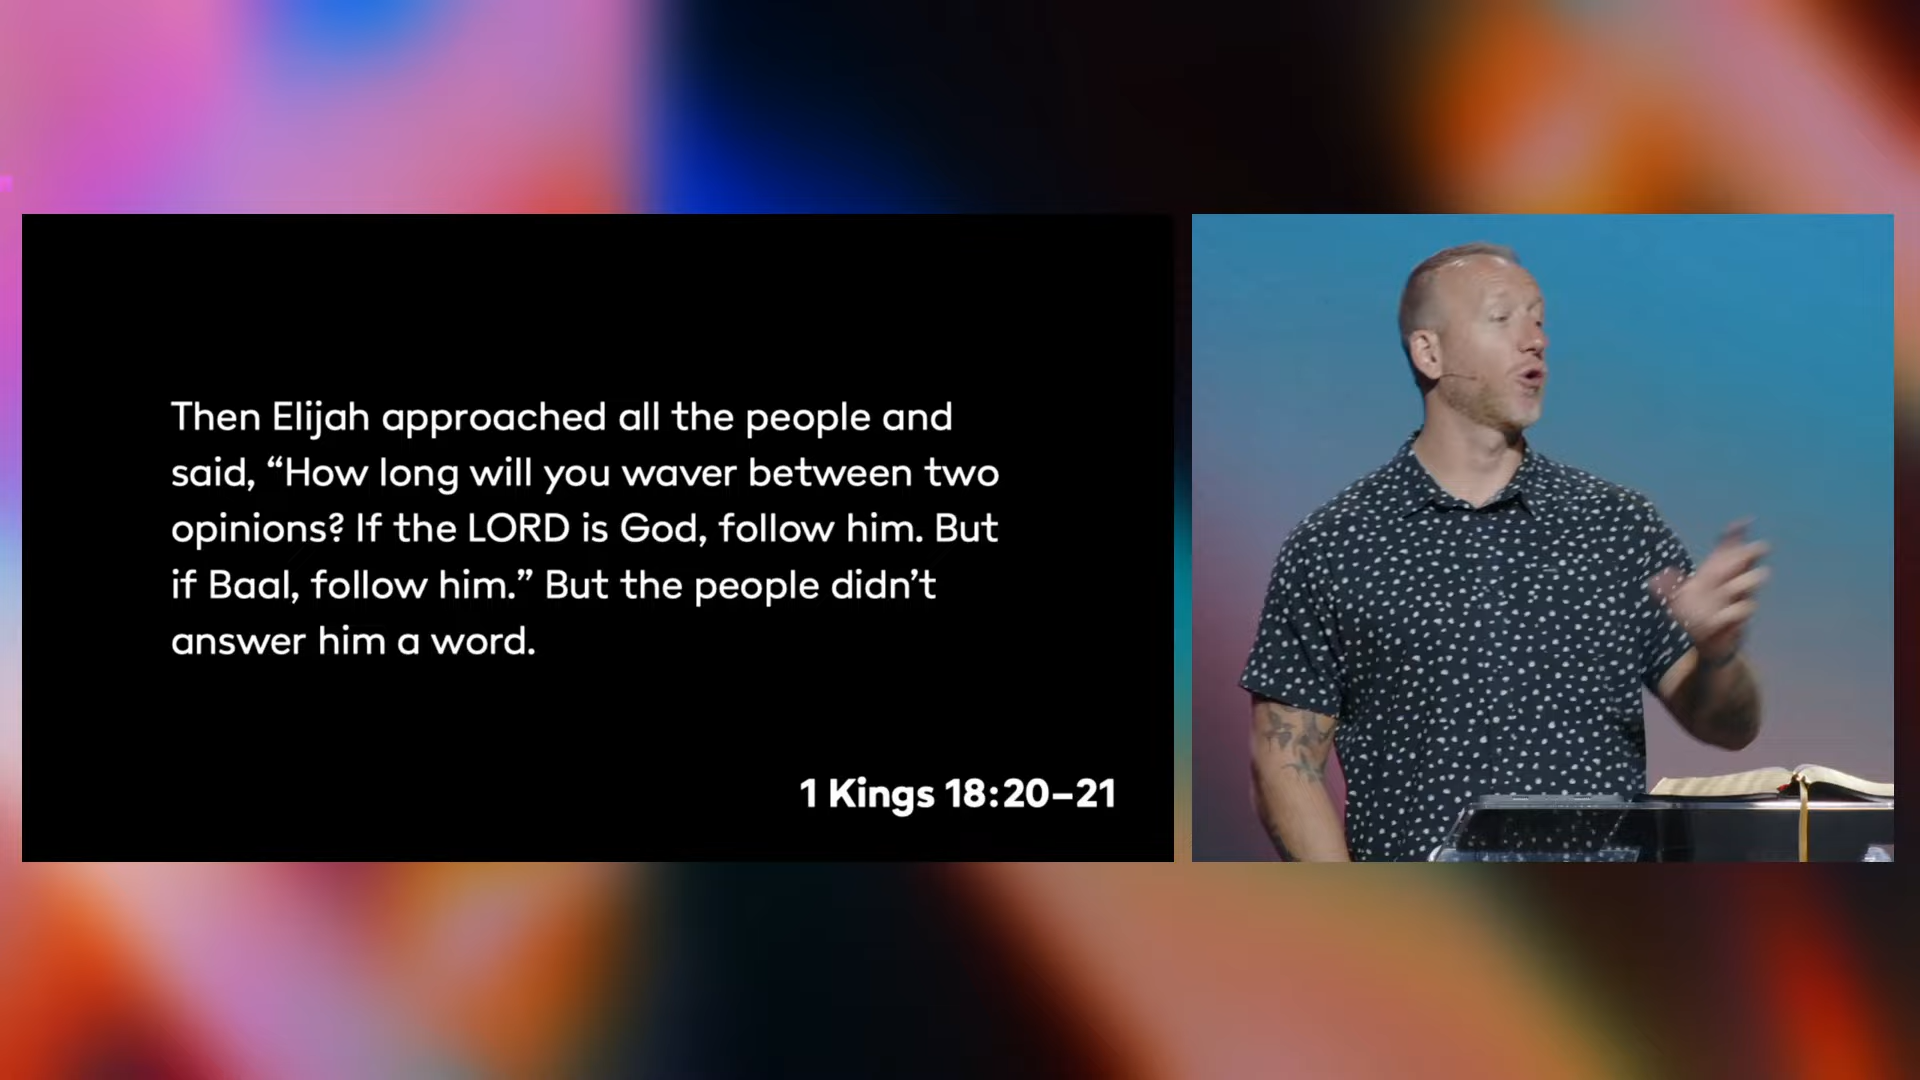 Then Elijah approached all the people and
said, “How long will you waver between two
opinions? If the LORD is God, follow him. But
if Baal, follow him.” But the people didn’t
answer him a word.
1 Kings 18:20–21